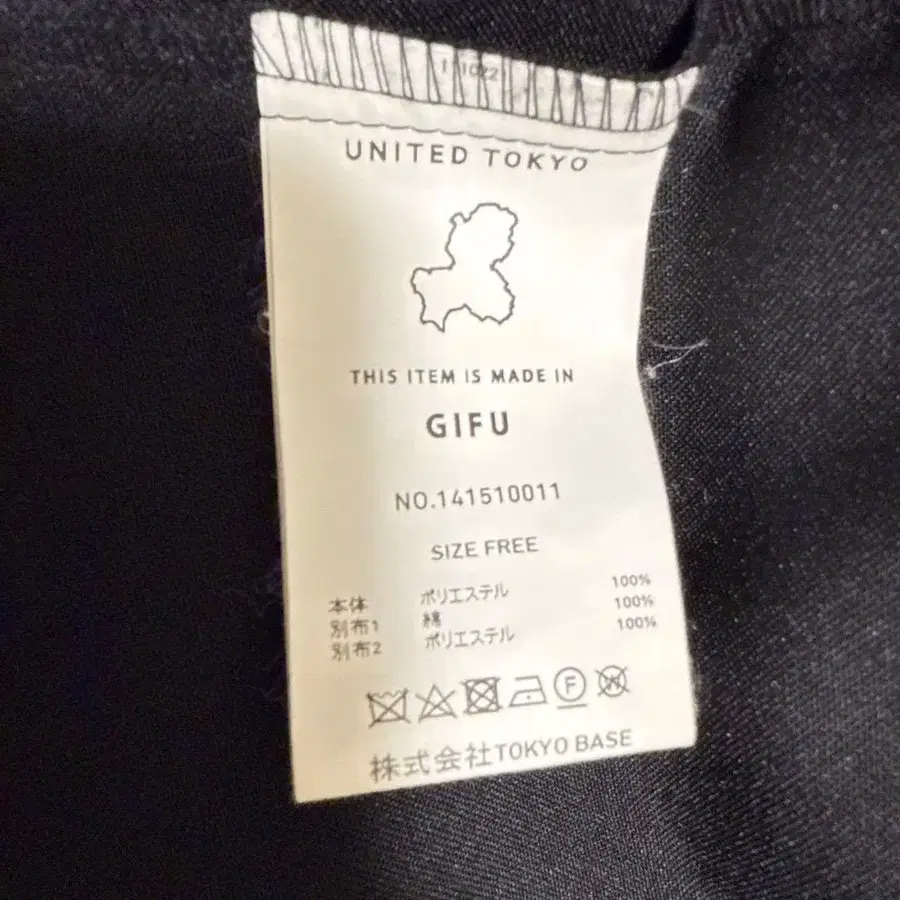 UNITED TOKYO
THIS ITEM IS MADE IN
GIFU
NO.141510011
SIZE FREE
本体 ポリエステル 100%
別布1 綿 100%
別布2 ポリエステル 100%
F W
株式会社TOKYO BASE